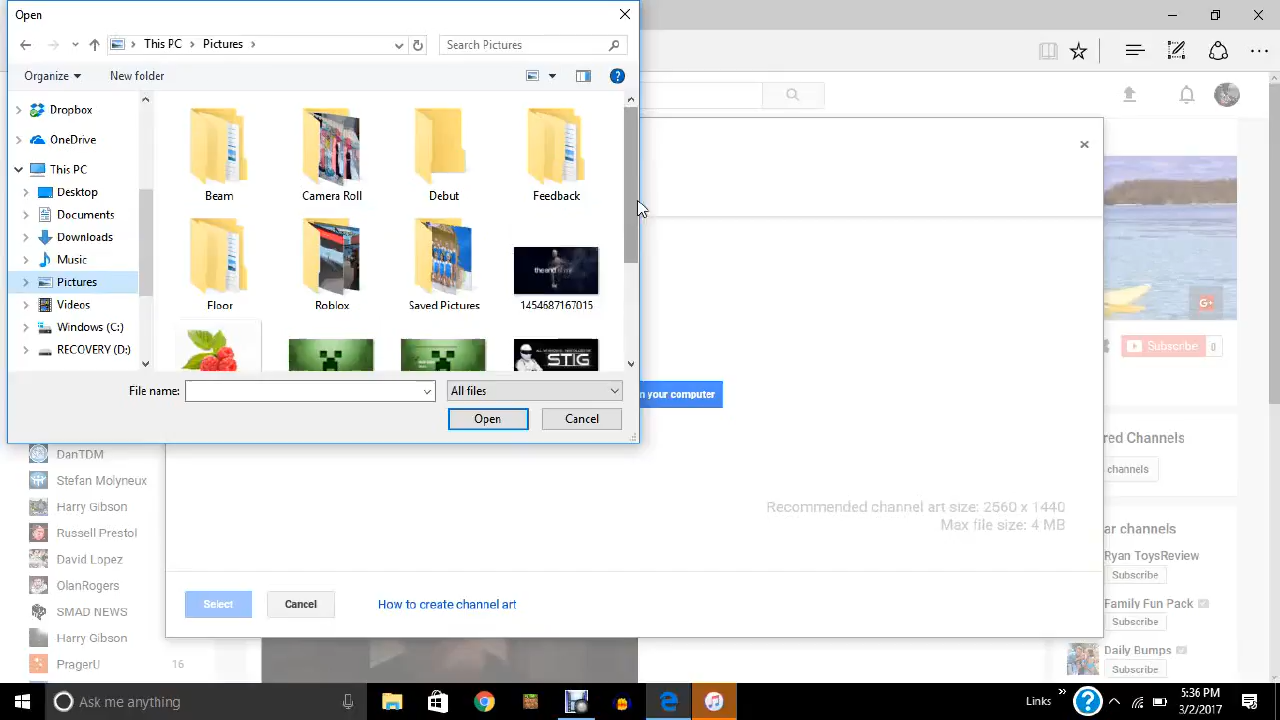 Open
This PC
Pictures
Search Pictures
Organize
New folder
Dropbox
OneDrive
This PC
Desktop
Documents
Downloads
Music
Pictures
Videos
Windows (C:)
RECOVERY (D:)
Beam
Camera Roll
Debut
Feedback
Floor
Roblox
Saved Pictures
1454687167015
the end
STIG
File name:
All files
Open
Cancel
n your computer
Subscribe 0
red Channels
channels
Recommended channel art size: 2560 x 1440
Max file size: 4 MB
ar channels
Ryan ToysReview
Subscribe
Family Fun Pack
Subscribe
Daily Bumps
Subscribe
Select
Cancel
How to create channel art
DanTDM
Stefan Molyneux
Harry Gibson
Russell Prestol
David Lopez
OlanRogers
SMAD NEWS
Harry Gibson
PragerU 16
Ask me anything
Links
5:36 PM
3/2/2017